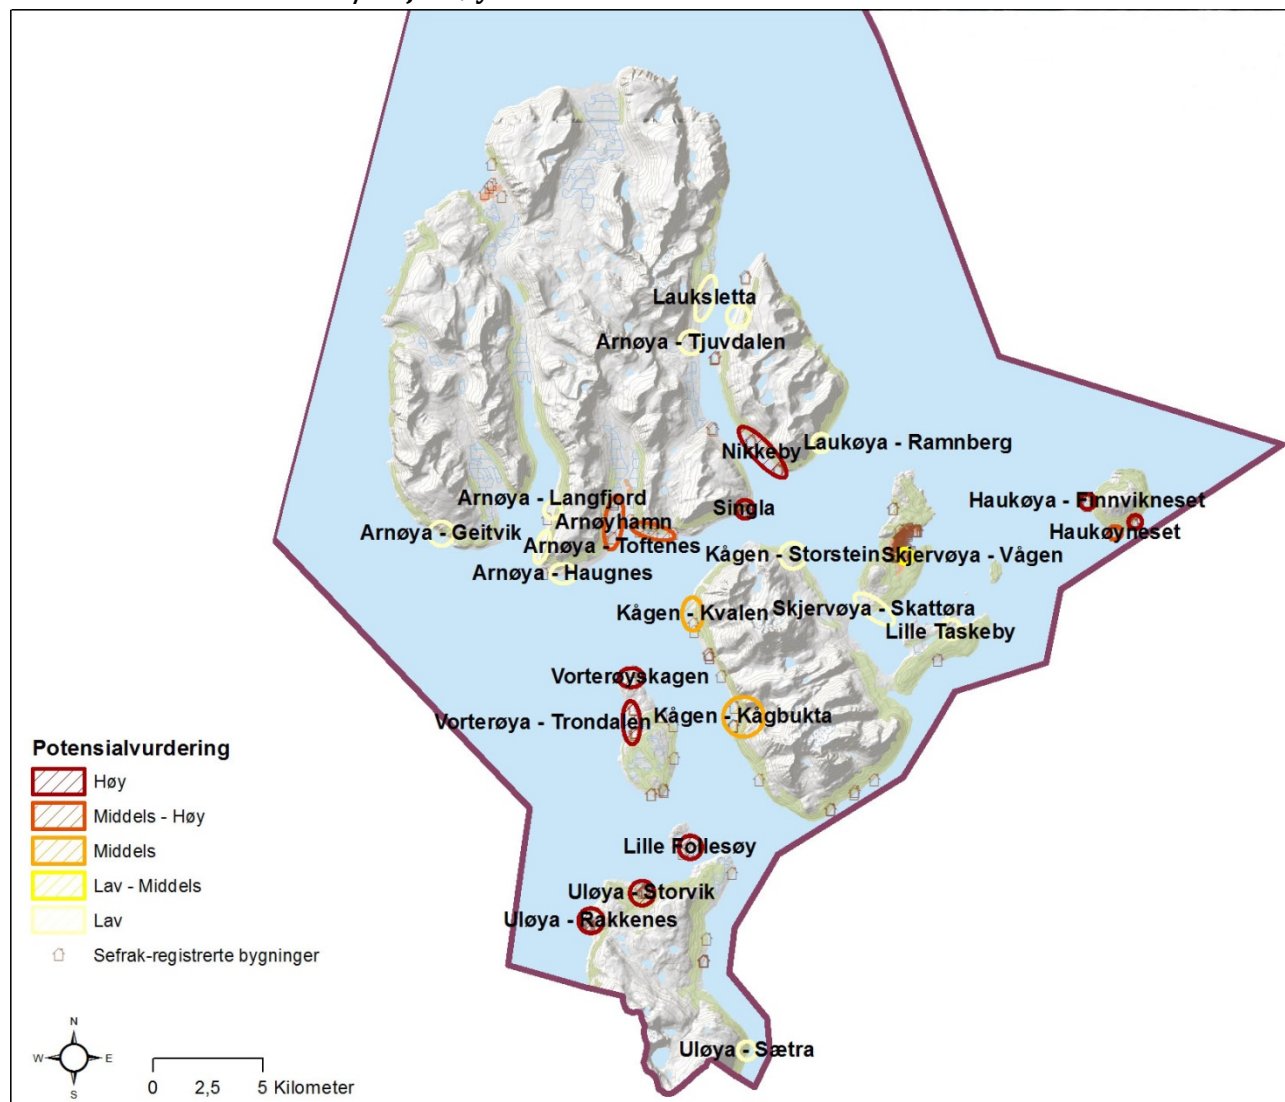 Lauksletta
Arnøya - Tjuvdalen
Nikkeby
Laukøya - Ramnberg
Arnøya - Langfjord
Singla
Haukøya - Finnvikneset
Arnøyhamn
Arnøya - Geitvik
Haukøyneset
Arnøya - Toftenes
Kågen - Storstein
Skjervøya - Vågen
Arnøya - Haugnes
Kågen - Kvalen
Skjervøya - Skattøra
Lille Taskeby
Vorterøyskagen
Kågen - Kågbukta
Vorterøya - Trondalen
Potensialvurdering
Høy
Middels - Høy
Middels
Lav - Middels
Lav
Sefrak-registrerte bygninger
Lille Follesøy
Uløya - Storvik
Uløya - Rakkenes
Uløya - Sætra
N
W E
S
0 2,5 5 Kilometer